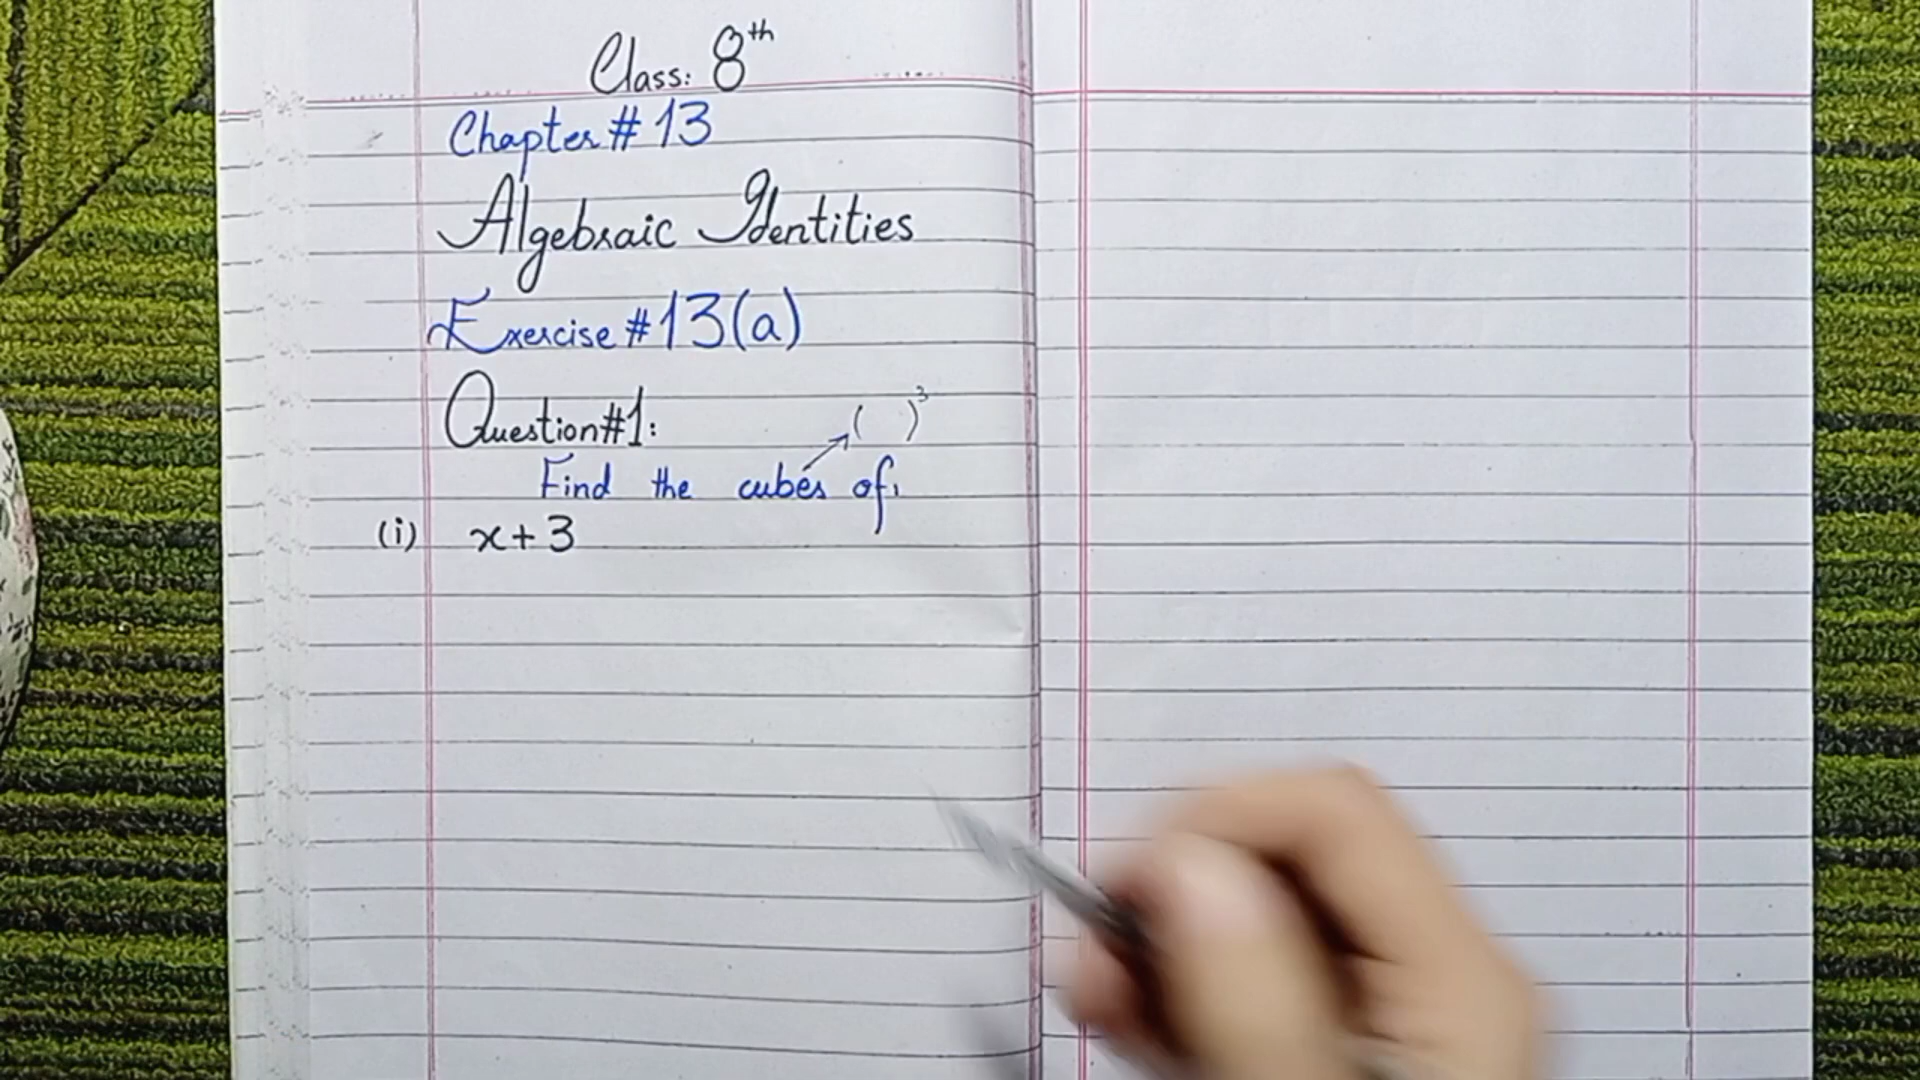 Class: 8th
Chapter # 13
Algebraic Identities
Exercise # 13(a)
Question#1:
( )³
Find the cubes of,
(i) x+3